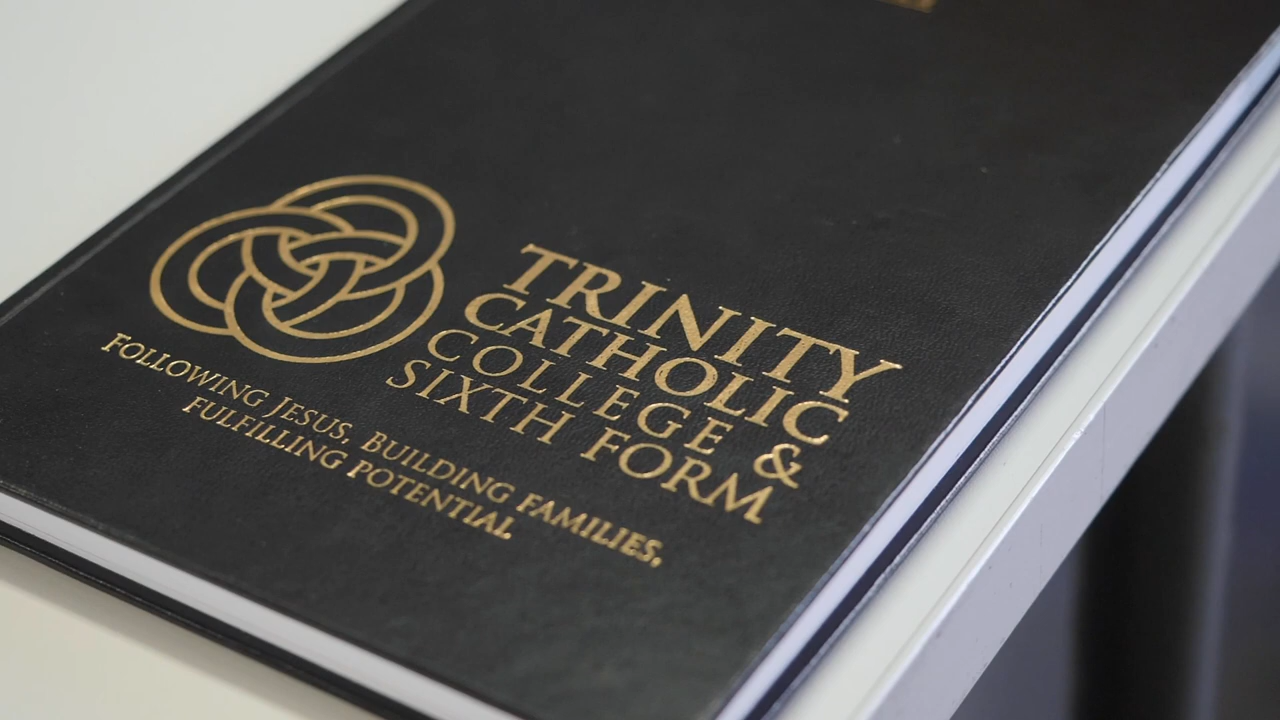 TRINITY
CATHOLIC
COLLEGE &
SIXTH FORM
FOLLOWING JESUS, BUILDING FAMILIES,
FULFILLING POTENTIAL